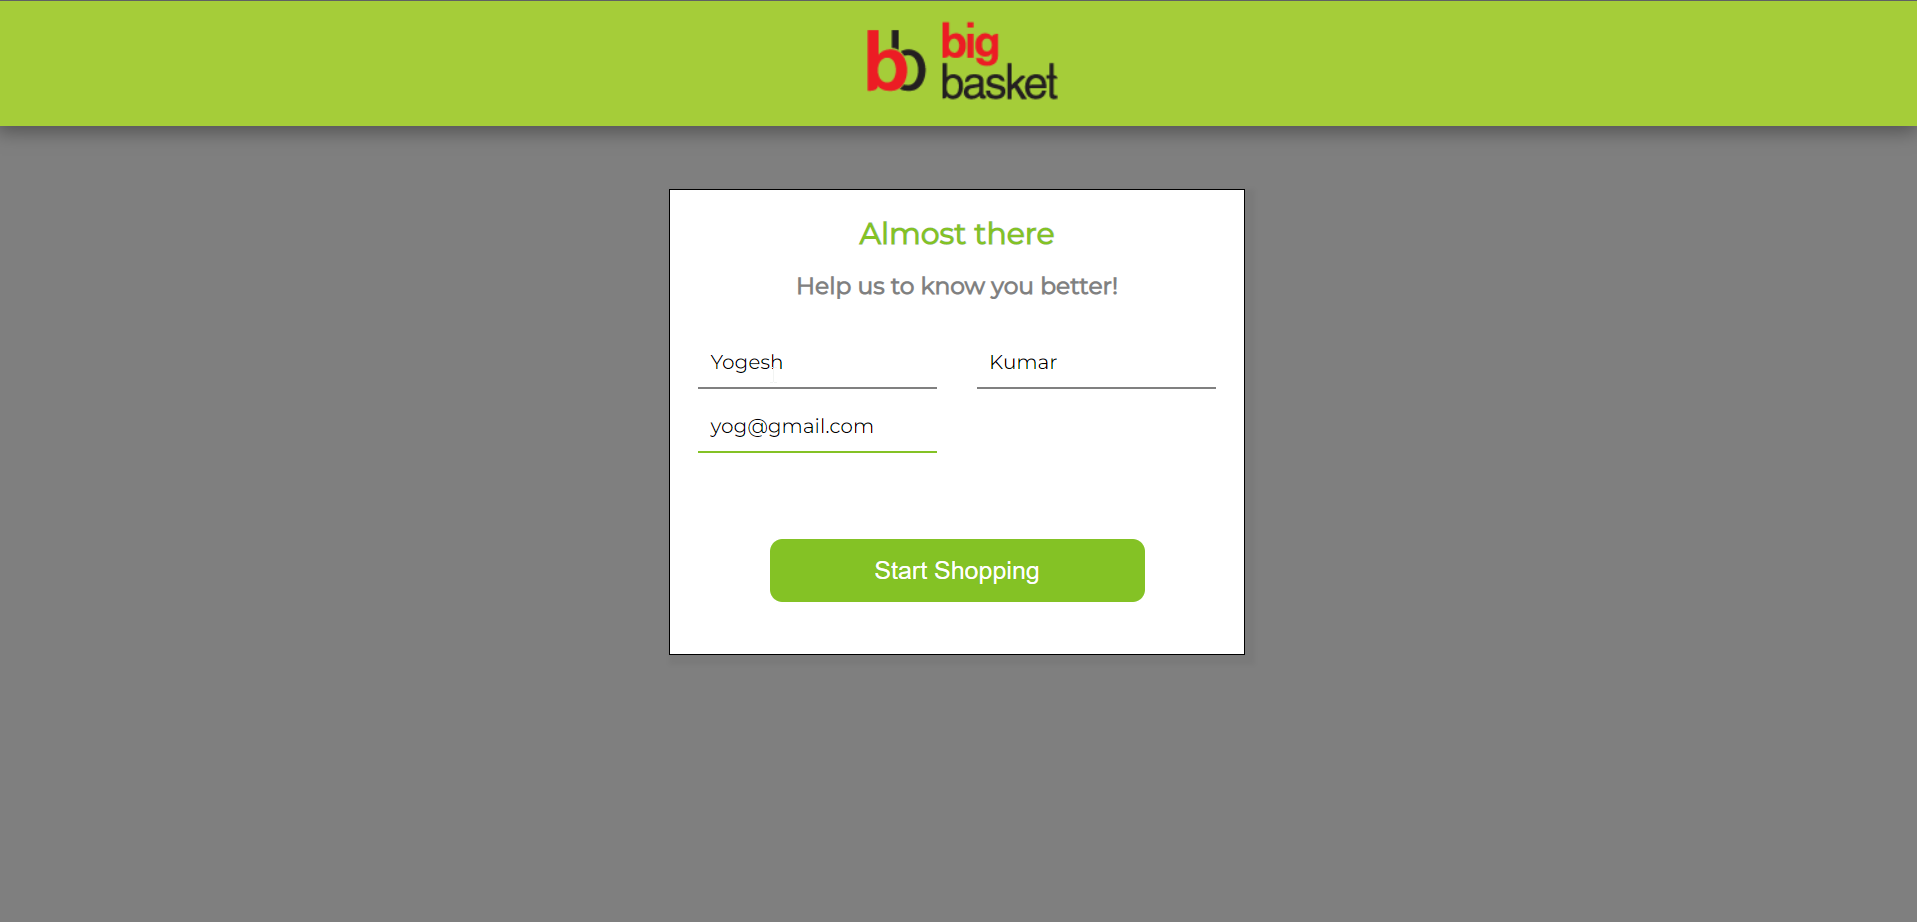 bb big
basket
Almost there
Help us to know you better!
Yogesh Kumar
yog@gmail.com
Start Shopping